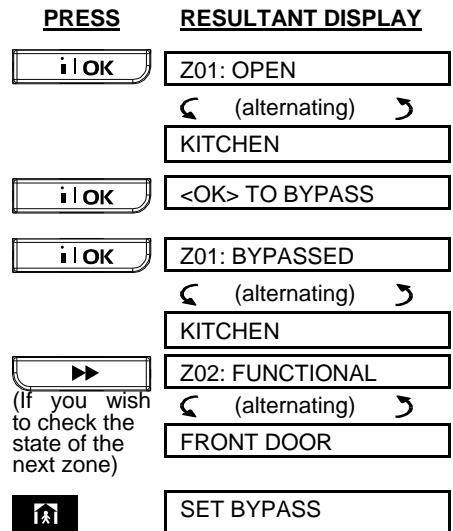 PRESS RESULTANT DISPLAY
i | OK Z01: OPEN
(alternating)
KITCHEN
i | OK <OK> TO BYPASS
i | OK Z01: BYPASSED
(alternating)
KITCHEN
Z02: FUNCTIONAL
(If you wish
to check the
state of the
next zone)
(alternating)
FRONT DOOR
SET BYPASS